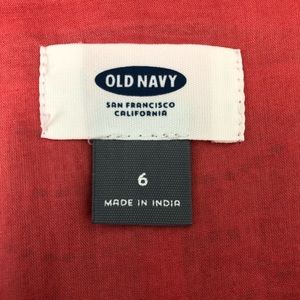 OLD NAVY
SAN FRANCISCO
CALIFORNIA
6
MADE IN INDIA